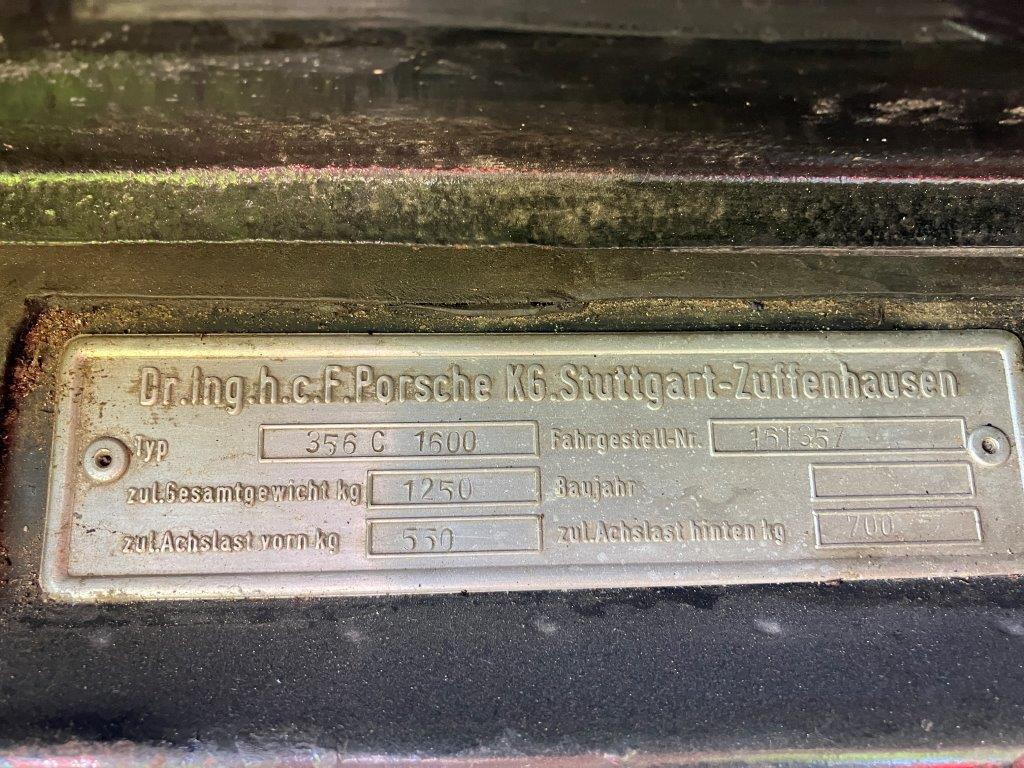 Dr.Ing.h.c.F.Porsche KG.Stuttgart-Zuffenhausen
Typ 356 C 1600 Fahrgestell-Nr. 161357
zul.Gesamtgewicht kg 1250 Baujahr
zul.Achslast vorn kg 550 zul.Achslast hinten kg 700